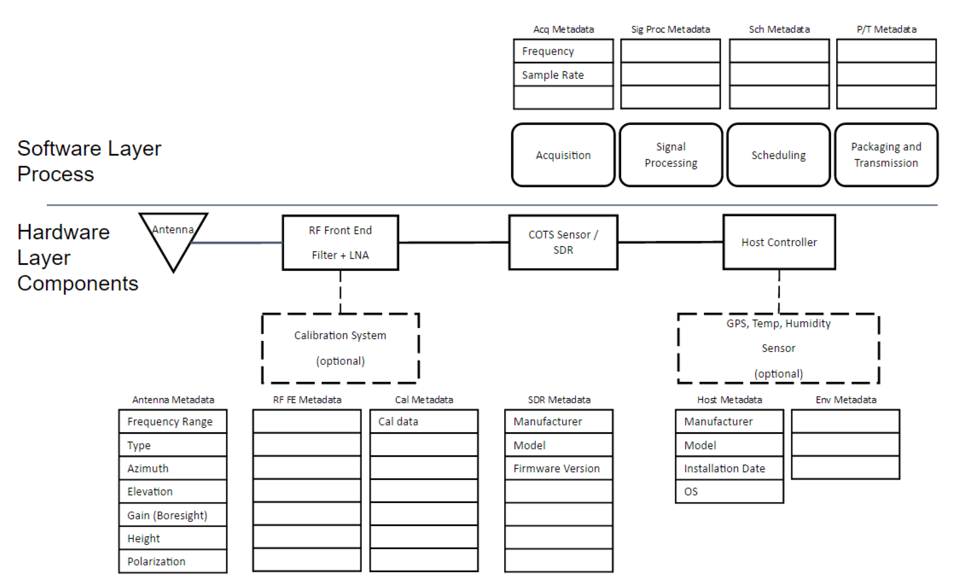 Acq Metadata
Sig Proc Metadata
Sch Metadata
P/T Metadata
Frequency
Sample Rate
Software Layer
Process
Acquisition
Signal
Processing
Scheduling
Packaging and
Transmission
Hardware
Layer
Components
Antenna
RF Front End
Filter + LNA
COTS Sensor /
SDR
Host Controller
Calibration System
(optional)
GPS, Temp, Humidity
Sensor
(optional)
Antenna Metadata
Frequency Range
Type
Azimuth
Elevation
Gain (Boresight)
Height
Polarization
RF FE Metadata
Cal Metadata
Cal data
SDR Metadata
Manufacturer
Model
Firmware Version
Host Metadata
Manufacturer
Model
Installation Date
OS
Env Metadata